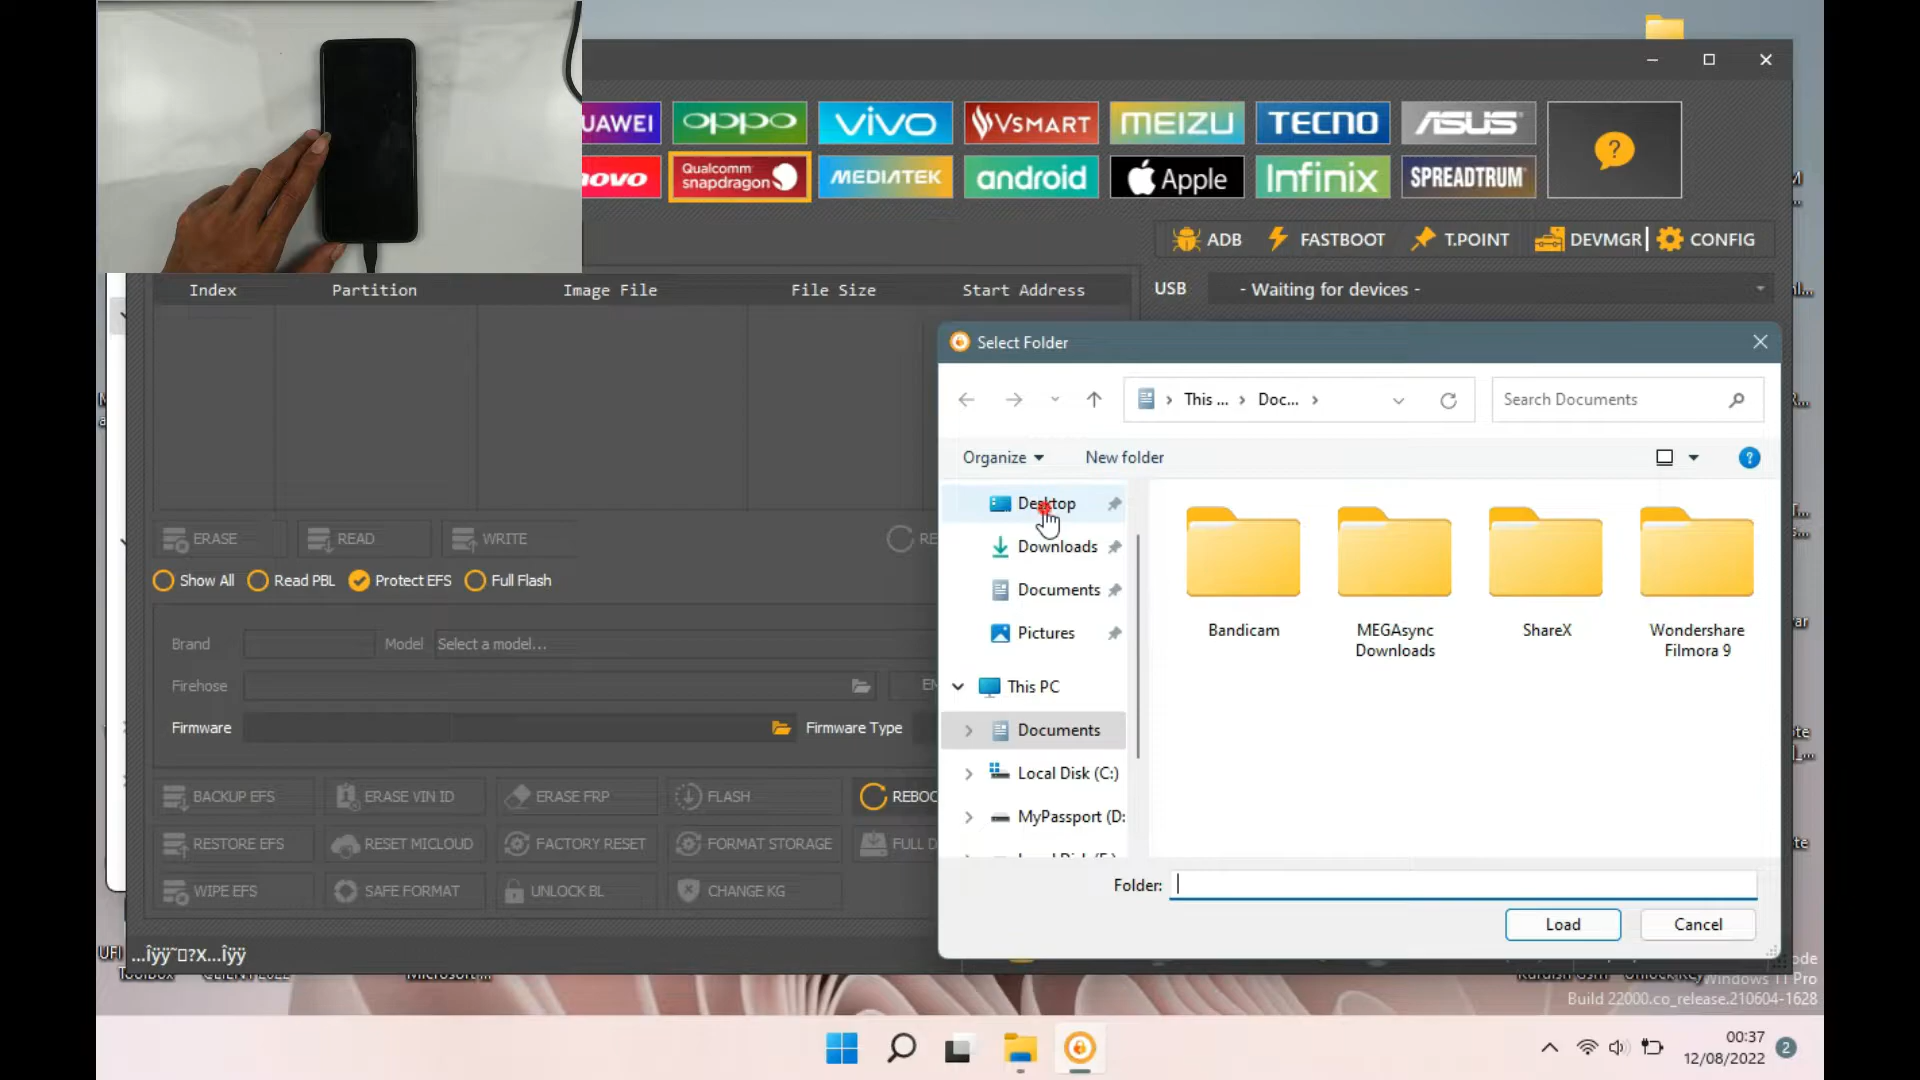 UAWEI
oppo
vivo
VSMART
MEIZU
TECNO
ASUS
?
novo
Qualcomm
snapdragon
MEDIATEK
android
Apple
Infinix
SPREADTRUM
ADB
FASTBOOT
T.POINT
DEVMGR
CONFIG
Index
Partition
Image File
File Size
Start Address
USB
- Waiting for devices -
Select Folder
This ...
Doc...
Search Documents
Organize
New folder
?
Desktop
Downloads
Documents
Pictures
This PC
Documents
Local Disk (C:)
MyPassport (D:
Bandicam
MEGAsync
Downloads
ShareX
Wondershare
Filmora 9
Folder:
Load
Cancel
ERASE
READ
WRITE
RE
Show All
Read PBL
Protect EFS
Full Flash
Brand
Model
Select a model...
Firehose
Firmware
Firmware Type
BACKUP EFS
ERASE VIN ID
ERASE FRP
FLASH
REBOO
RESTORE EFS
RESET MICLOUD
FACTORY RESET
FORMAT STORAGE
FULL D
WIPE EFS
SAFE FORMAT
UNLOCK BL
CHANGE KG
UFI
Toolbox
Microsoft ...
Windows 11 Pro
Build 22000.co_release.210604-1628
00:37
12/08/2022
2